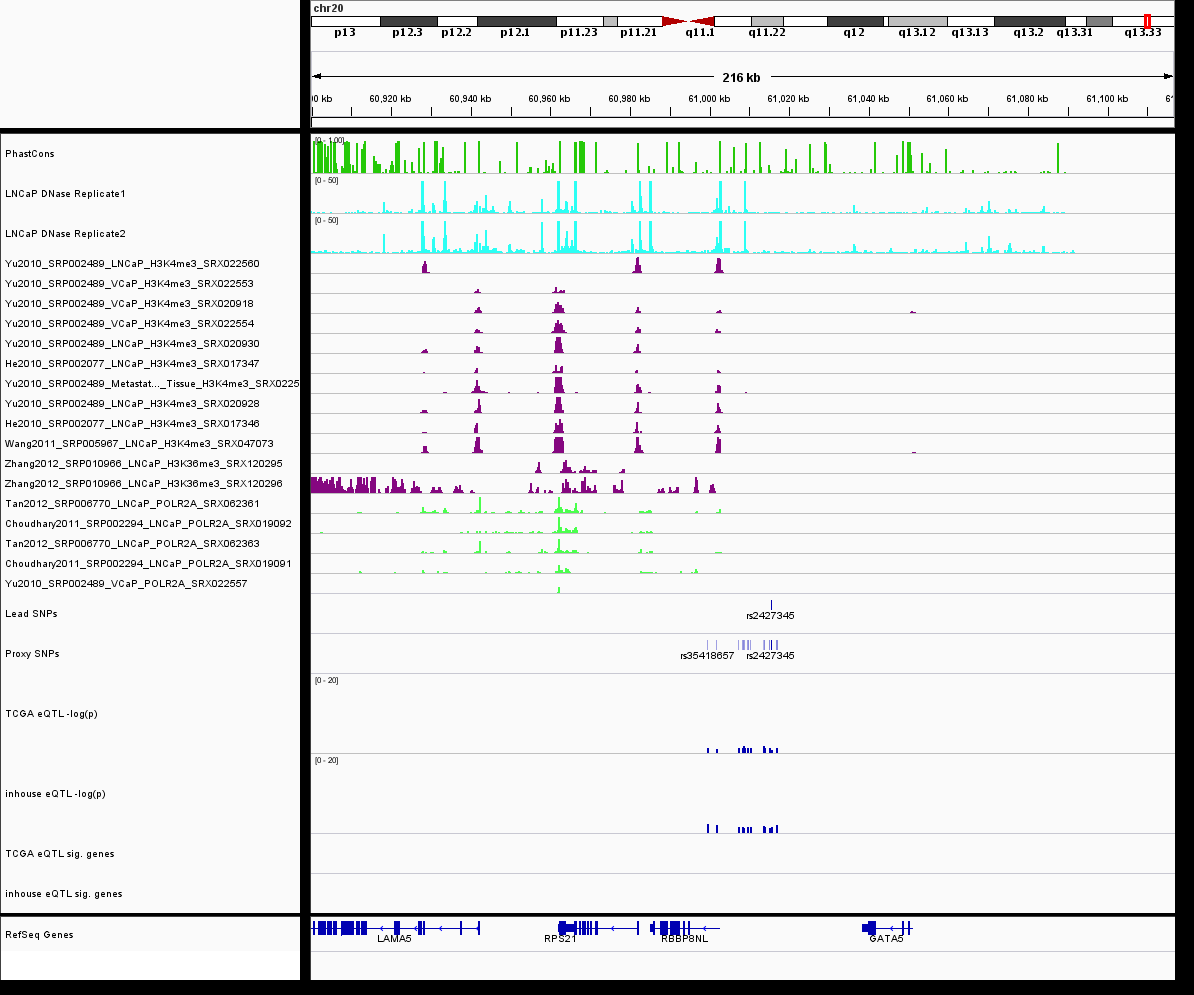 chr20
p13 p12.3 p12.2 p12.1 p11.23 p11.21 q11.1 q11.22 q12 q13.12 q13.13 q13.2 q13.31 q13.33
216 kb
00 kb 60,920 kb 60,940 kb 60,960 kb 60,980 kb 61,000 kb 61,020 kb 61,040 kb 61,060 kb 61,080 kb 61,100 kb 61
[0 - 1.00]
PhastCons
[0 - 50]
LNCaP DNase Replicate1
[0 - 50]
LNCaP DNase Replicate2
Yu2010_SRP002489_LNCaP_H3K4me3_SRX022560
Yu2010_SRP002489_VCaP_H3K4me3_SRX022553
Yu2010_SRP002489_VCaP_H3K4me3_SRX020918
Yu2010_SRP002489_VCaP_H3K4me3_SRX022554
Yu2010_SRP002489_LNCaP_H3K4me3_SRX020930
He2010_SRP002077_LNCaP_H3K4me3_SRX017347
Yu2010_SRP002489_Metastat..._Tissue_H3K4me3_SRX0225
Yu2010_SRP002489_LNCaP_H3K4me3_SRX020928
He2010_SRP002077_LNCaP_H3K4me3_SRX017346
Wang2011_SRP005967_LNCaP_H3K4me3_SRX047073
Zhang2012_SRP010966_LNCaP_H3K36me3_SRX120295
Zhang2012_SRP010966_LNCaP_H3K36me3_SRX120296
Tan2012_SRP006770_LNCaP_POLR2A_SRX062361
Choudhary2011_SRP002294_LNCaP_POLR2A_SRX019092
Tan2012_SRP006770_LNCaP_POLR2A_SRX062363
Choudhary2011_SRP002294_LNCaP_POLR2A_SRX019091
Yu2010_SRP002489_VCaP_POLR2A_SRX022557
Lead SNPs rs2427345
Proxy SNPs rs35418657 rs2427345
[0 - 20]
TCGA eQTL -log(p)
[0 - 20]
inhouse eQTL -log(p)
TCGA eQTL sig. genes
inhouse eQTL sig. genes
RefSeq Genes LAMA5 RPS21 RBBP8NL GATA5